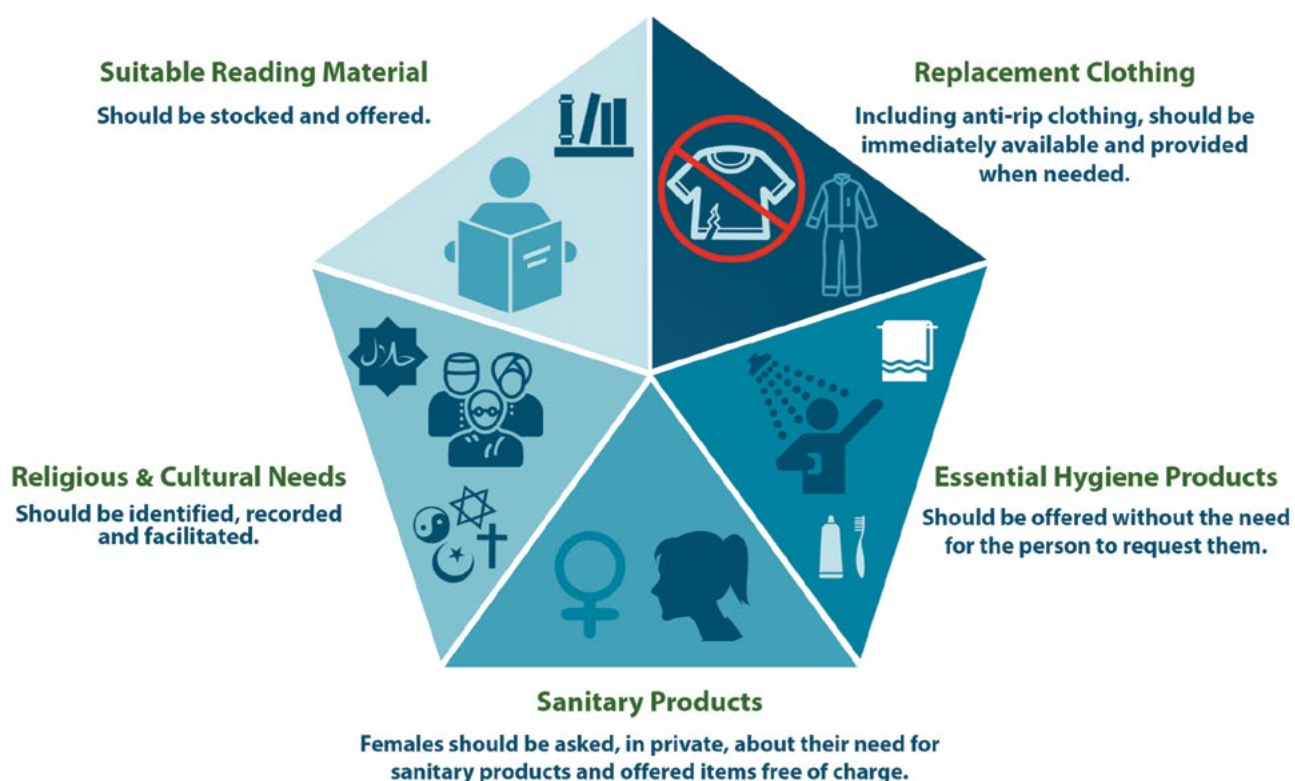 Suitable Reading Material
Should be stocked and offered.
Replacement Clothing
Including anti-rip clothing, should be
immediately available and provided
when needed.
حلال
Religious & Cultural Needs
Should be identified, recorded
and facilitated.
Essential Hygiene Products
Should be offered without the need
for the person to request them.
Sanitary Products
Females should be asked, in private, about their need for
sanitary products and offered items free of charge.